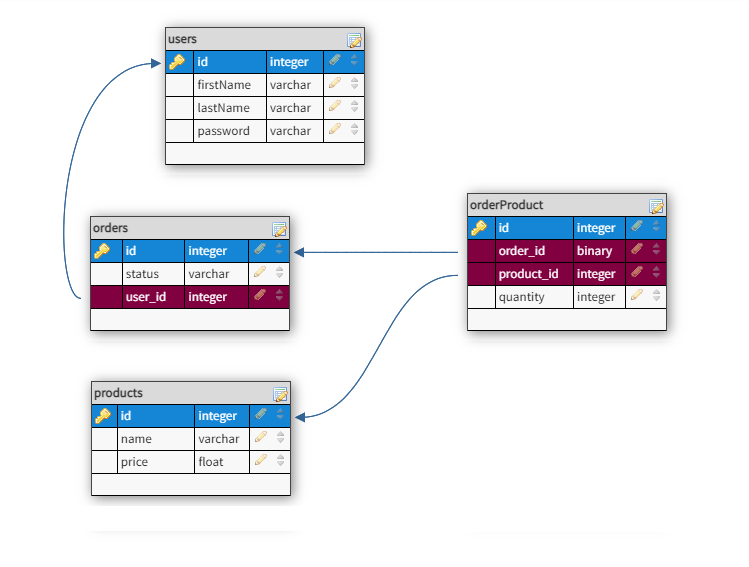 users
id integer
firstName varchar
lastName varchar
password varchar
orders
id integer
status varchar
user_id integer
orderProduct
id integer
order_id binary
product_id integer
quantity integer
products
id integer
name varchar
price float